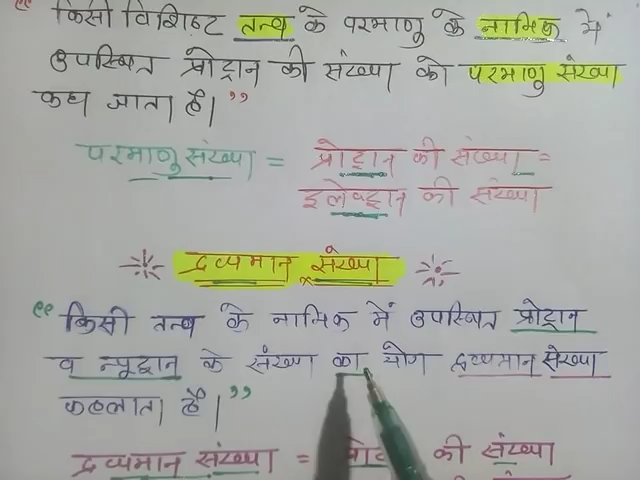 “ किसी विशिष्ट तत्व के परमाणु के नाभिक में
उपस्थित प्रोट्रान की संख्या को परमाणु संख्या
कहा जाता है। ”
परमाणु संख्या = प्रोट्रान की संख्या =
इलेक्ट्रान की संख्या
द्रव्यमान संख्या
“ किसी तत्व के नाभिक में उपस्थित प्रोट्रान
व न्यूट्रान के संख्या का योग द्रव्यमान संख्या
कहलाता है। ”
द्रव्यमान संख्या = की संख्या